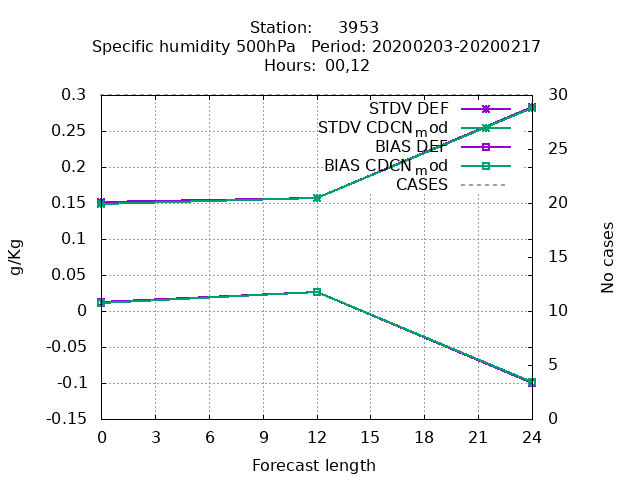 Station: 3953
Specific humidity 500hPa Period: 20200203-20200217
Hours: 00,12
0.3
0.25
0.2
0.15
0.1
0.05
0
-0.05
-0.1
-0.15
g/Kg
STDV DEF
STDV CDCN_mod
BIAS DEF
BIAS CDCN_mod
CASES
30
25
20
15
10
5
0
No cases
0 3 6 9 12 15 18 21 24
Forecast length